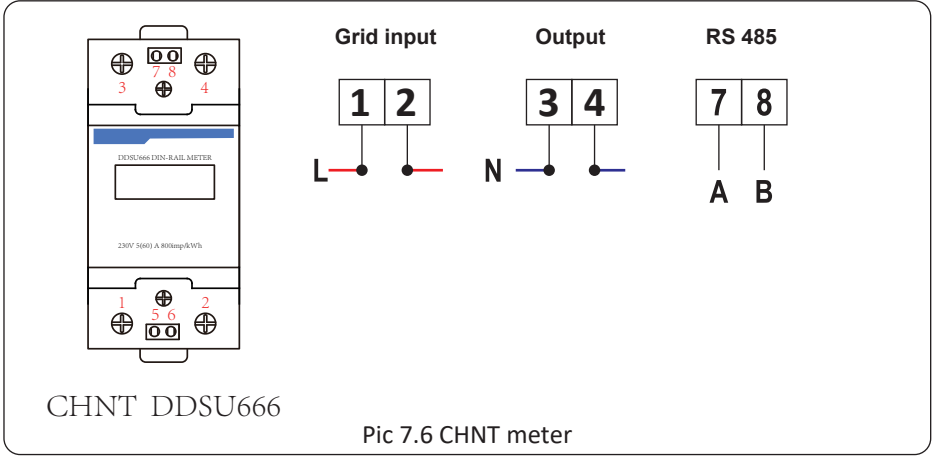 7 8
3 4
DDSU666 DIN-RAIL METER
230V 5(60) A 800imp/kWh
1 2
5 6
CHNT DDSU666
Grid input
1 2
L
Output
3 4
N
RS 485
7 8
A B
Pic 7.6 CHNT meter